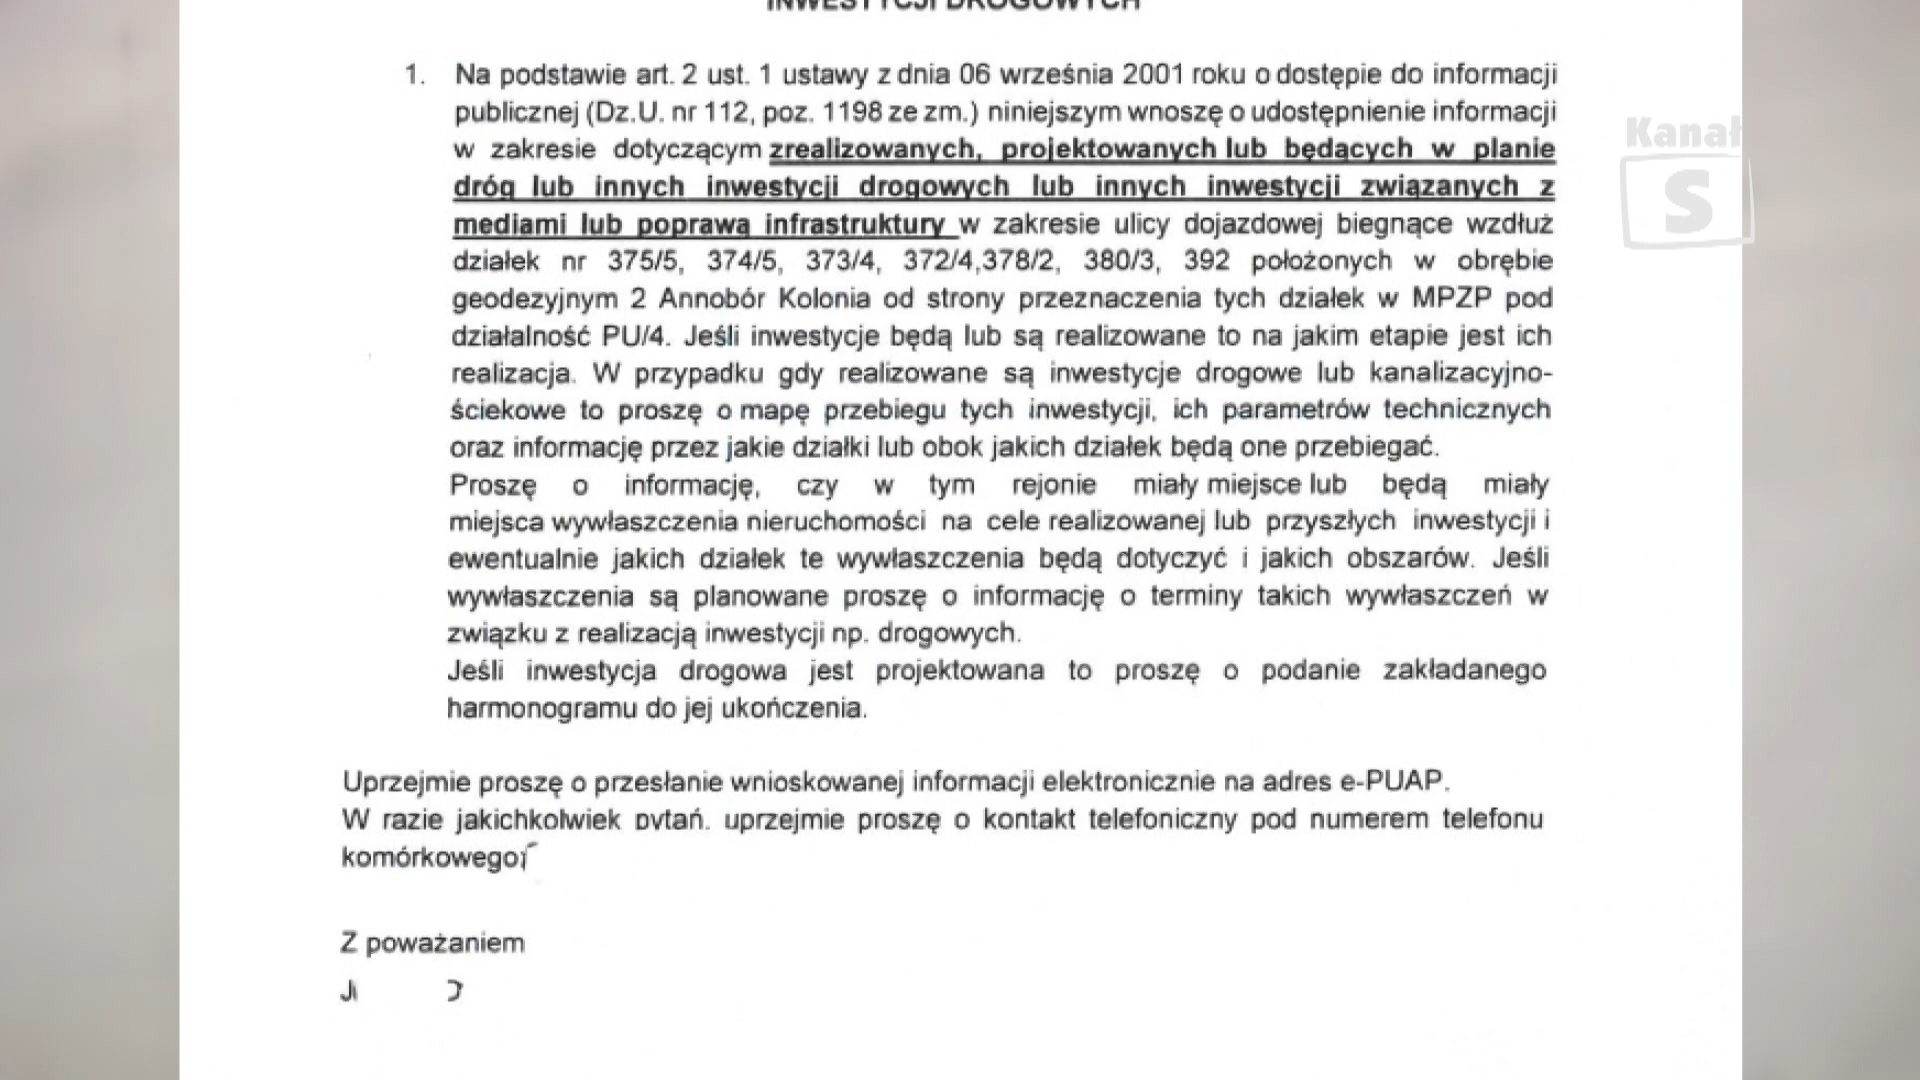 INWESTYCJI DROGOWYCH
1. Na podstawie art. 2 ust. 1 ustawy z dnia 06 września 2001 roku o dostępie do informacji
publicznej (Dz.U. nr 112, poz. 1198 ze zm.) niniejszym wnoszę o udostępnienie informacji
w zakresie dotyczącym zrealizowanych, projektowanych lub będących w planie
dróg lub innych inwestycji drogowych lub innych inwestycji związanych z
mediami lub poprawą infrastruktury w zakresie ulicy dojazdowej biegnące wzdłuż
działek nr 375/5, 374/5, 373/4, 372/4,378/2, 380/3, 392 położonych w obrębie
geodezyjnym 2 Annobór Kolonia od strony przeznaczenia tych działek w MPZP pod
działalność PU/4. Jeśli inwestycje będą lub są realizowane to na jakim etapie jest ich
realizacja. W przypadku gdy realizowane są inwestycje drogowe lub kanalizacyjno-
ściekowe to proszę o mapę przebiegu tych inwestycji, ich parametrów technicznych
oraz informację przez jakie działki lub obok jakich działek będą one przebiegać.
Proszę o informację, czy w tym rejonie miały miejsce lub będą miały
miejsca wywłaszczenia nieruchomości na cele realizowanej lub przyszłych inwestycji i
ewentualnie jakich działek te wywłaszczenia będą dotyczyć i jakich obszarów. Jeśli
wywłaszczenia są planowane proszę o informację o terminy takich wywłaszczeń w
związku z realizacją inwestycji np. drogowych.
Jeśli inwestycja drogowa jest projektowana to proszę o podanie zakładanego
harmonogramu do jej ukończenia.
Uprzejmie proszę o przesłanie wnioskowanej informacji elektronicznie na adres e-PUAP.
W razie jakichkolwiek pytań, uprzejmie proszę o kontakt telefoniczny pod numerem telefonu
komórkowego:
Z poważaniem
Kanał
S